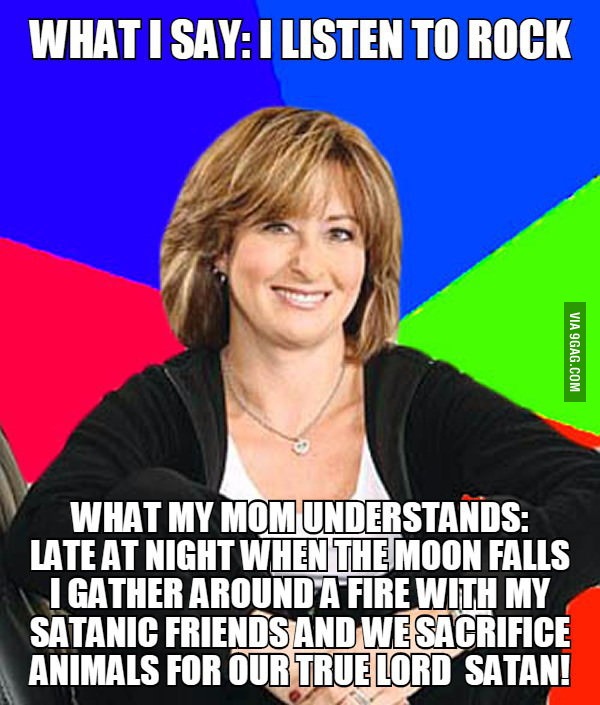 WHAT I SAY: I LISTEN TO ROCK
VIA 9GAG.COM
WHAT MY MOM UNDERSTANDS:
LATE AT NIGHT WHEN THE MOON FALLS
I GATHER AROUND A FIRE WITH MY
SATANIC FRIENDS AND WE SACRIFICE
ANIMALS FOR OUR TRUE LORD  SATAN!